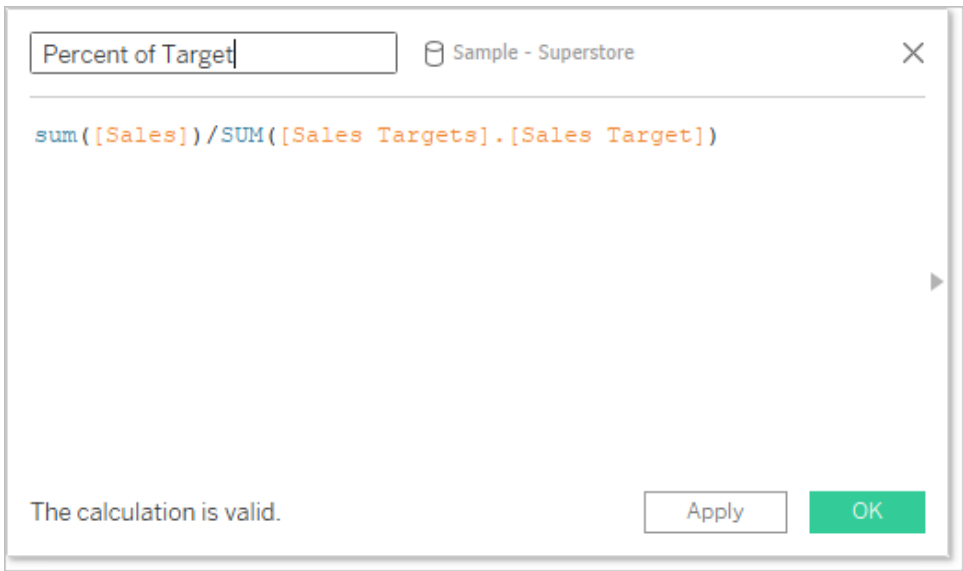 Percent of Target
Sample - Superstore
sum([Sales])/SUM([Sales Targets].[Sales Target])
The calculation is valid.
Apply
OK